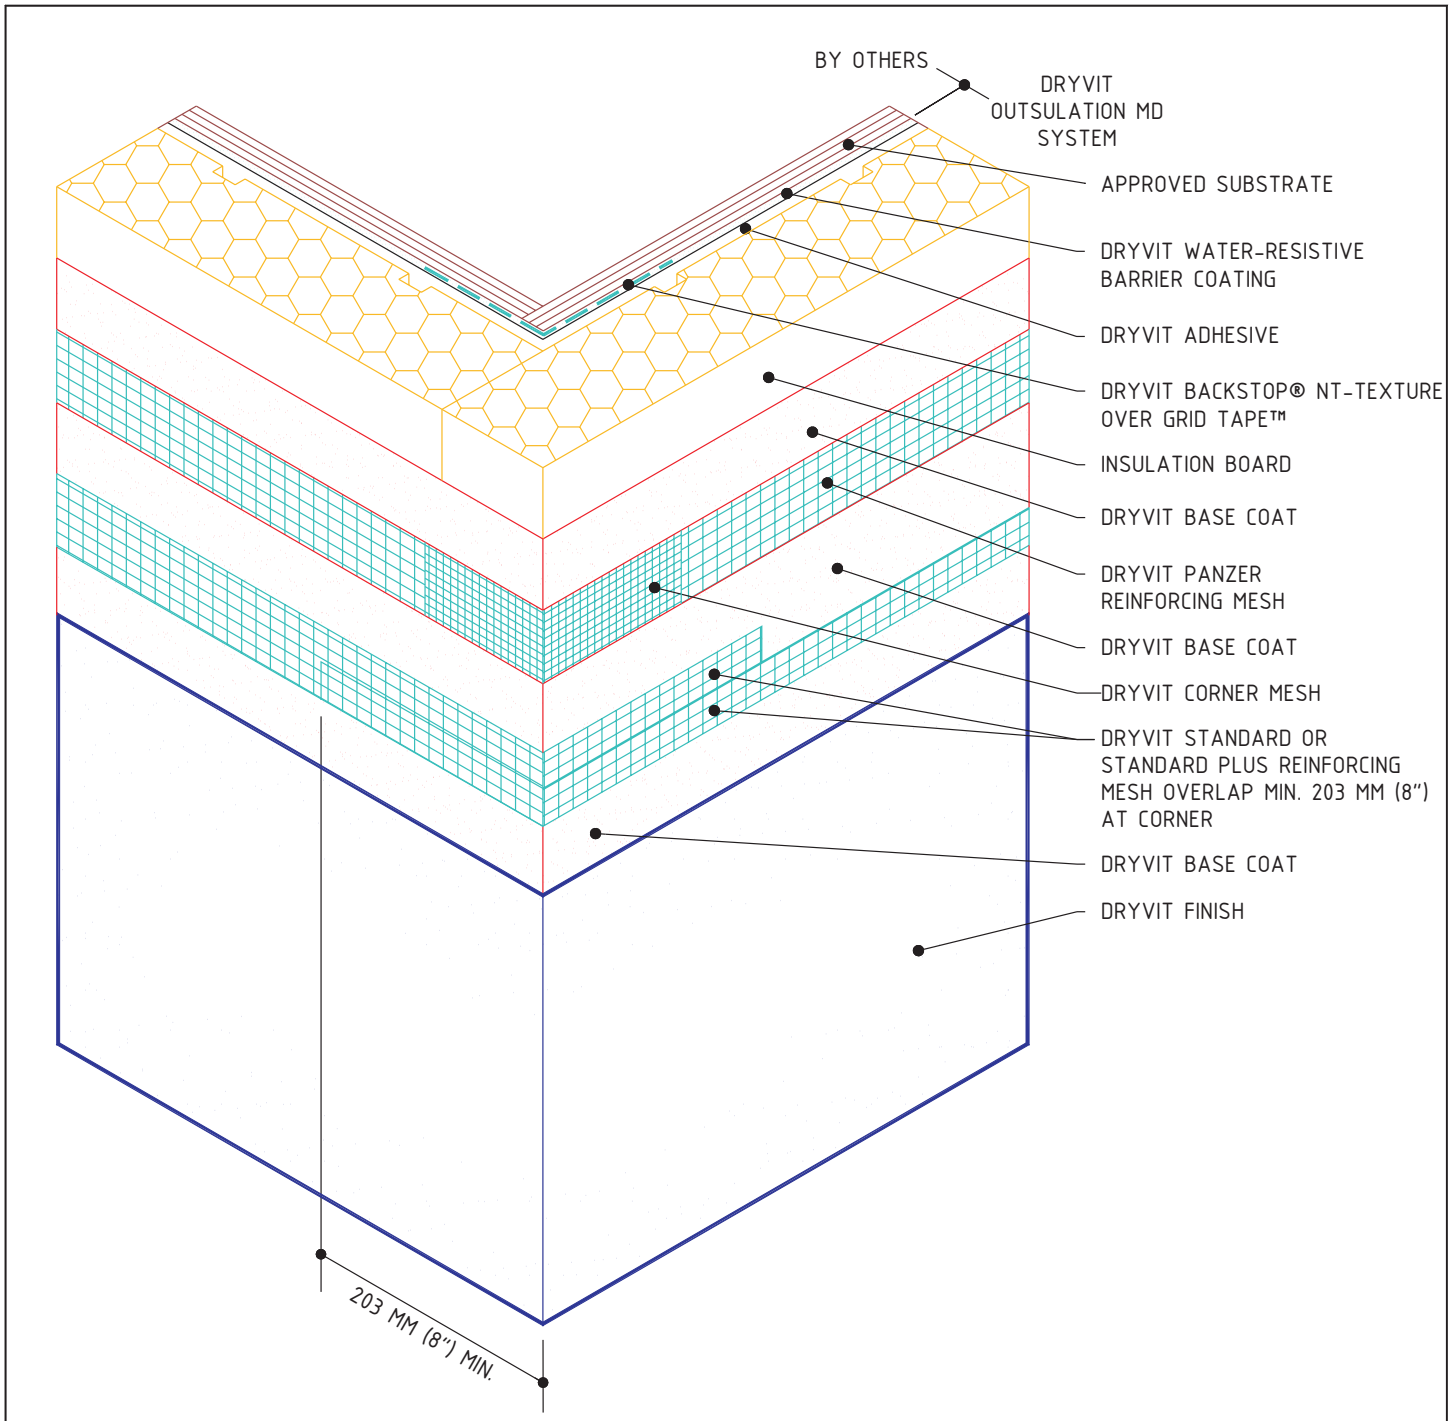 BY OTHERS
DRYVIT
OUTSULATION MD
SYSTEM
APPROVED SUBSTRATE
DRYVIT WATER-RESISTIVE
BARRIER COATING
DRYVIT ADHESIVE
DRYVIT BACKSTOP® NT-TEXTURE
OVER GRID TAPE™
INSULATION BOARD
DRYVIT BASE COAT
DRYVIT PANZER
REINFORCING MESH
DRYVIT BASE COAT
DRYVIT CORNER MESH
DRYVIT STANDARD OR
STANDARD PLUS REINFORCING
MESH OVERLAP MIN. 203 MM (8")
AT CORNER
DRYVIT BASE COAT
DRYVIT FINISH
203 MM (8") MIN.